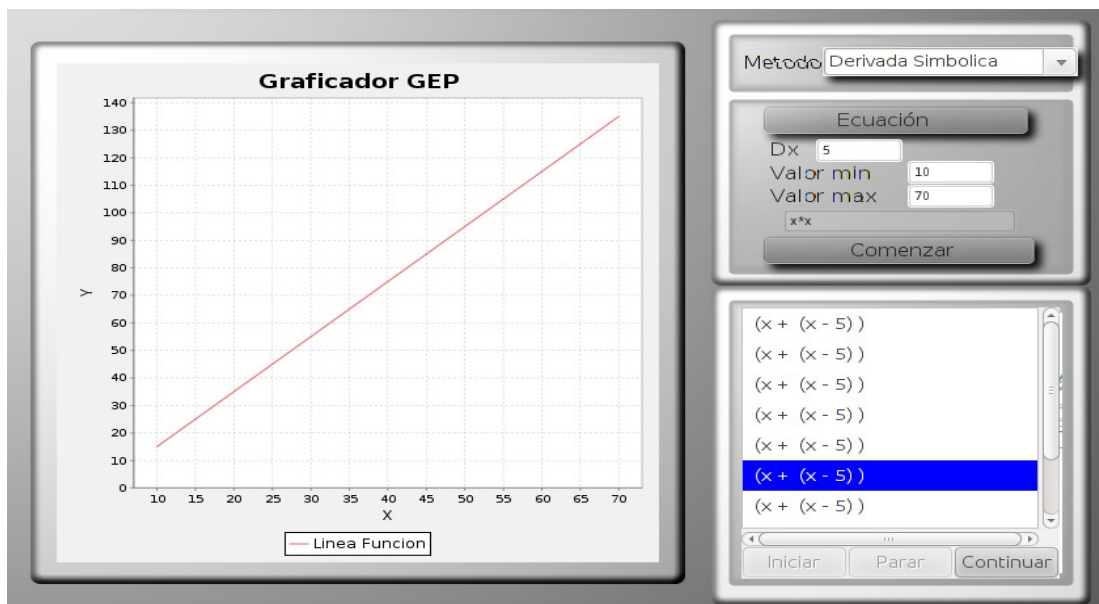 Graficador GEP
140
130
120
110
100
90
80
70
60
50
40
30
20
10
0
Y
10 15 20 25 30 35 40 45 50 55 60 65 70
X
Linea Funcion
Metodo Derivada Simbolica
Ecuación
Dx 5
Valor min 10
Valor max 70
x*x
Comenzar
(x + (x - 5) )
(x + (x - 5) )
(x + (x - 5) )
(x + (x - 5) )
(x + (x - 5) )
(x + (x - 5) )
(x + (x - 5) )
Iniciar Parar Continuar